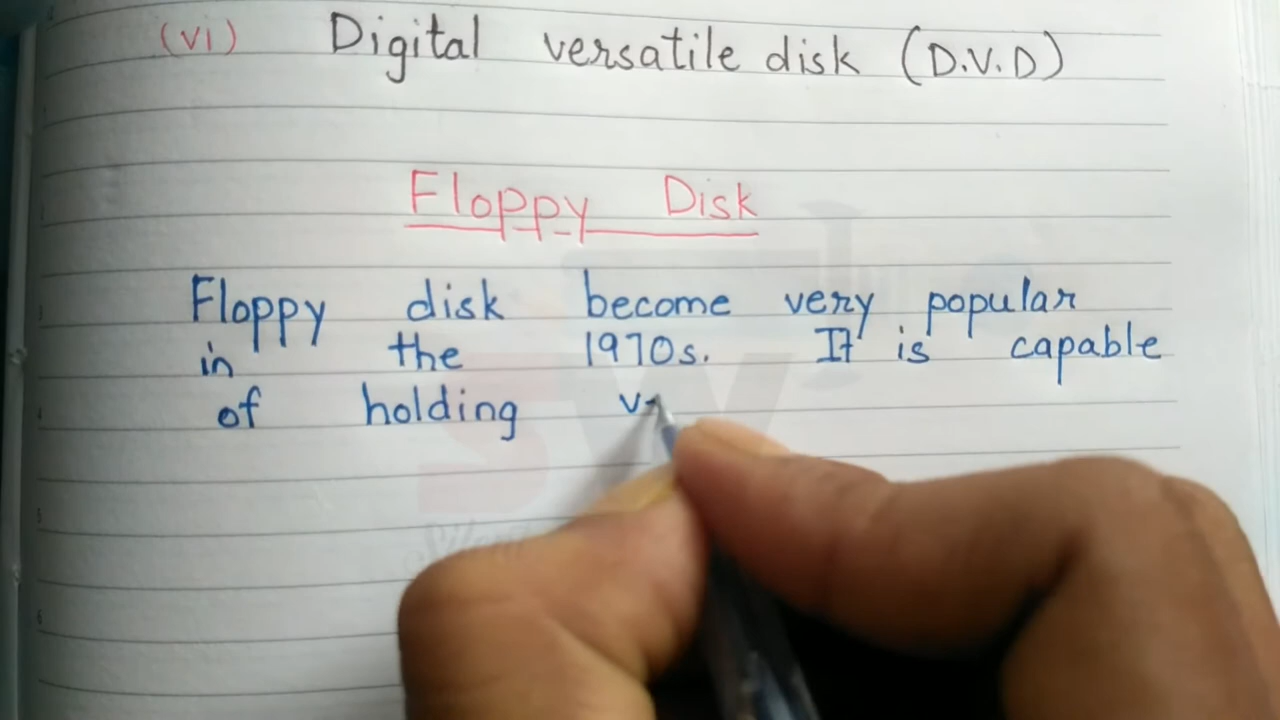 (vi) Digital versatile disk (D.V.D)
Floppy Disk
Floppy disk become very popular
in the 1970s. It is capable
of holding